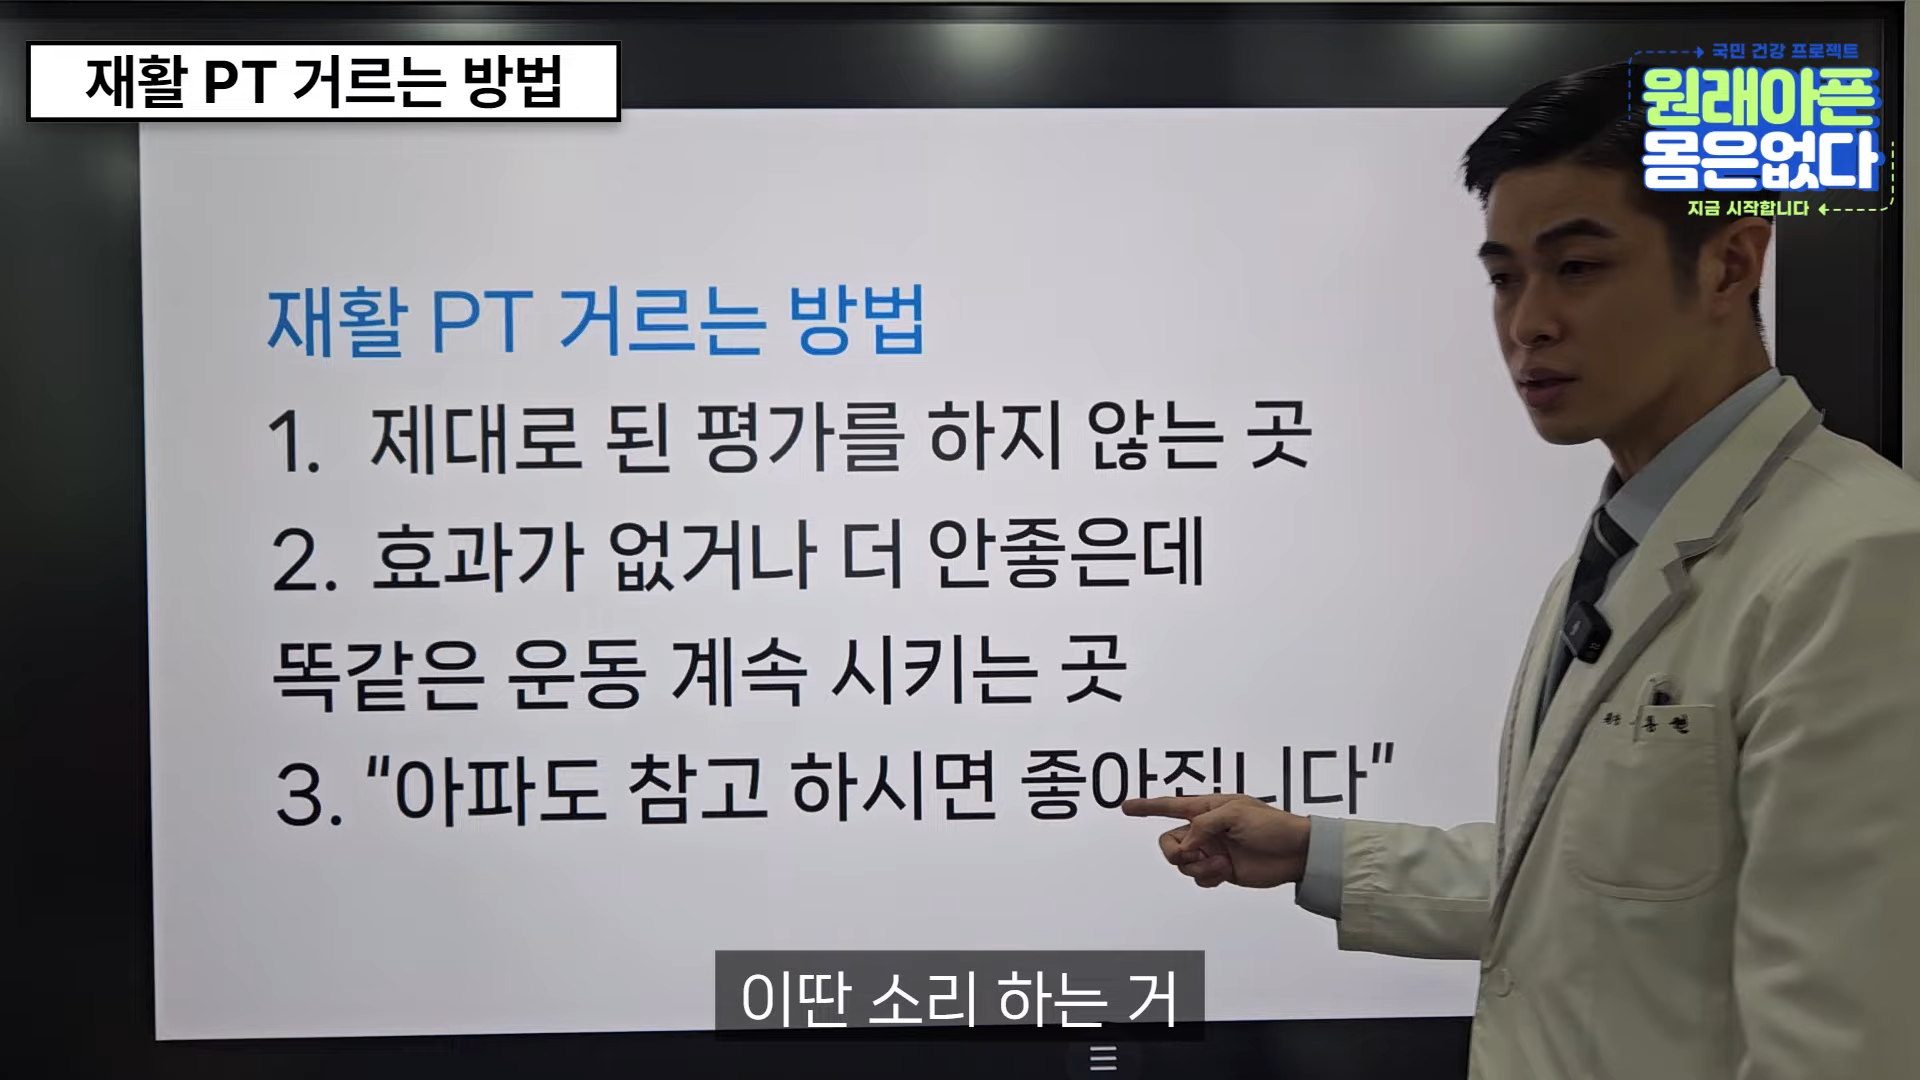 재활 PT 거르는 방법
국민 건강 프로젝트
원래아픈
몸은없다
지금 시작합니다
재활 PT 거르는 방법
1. 제대로 된 평가를 하지 않는 곳
2. 효과가 없거나 더 안좋은데
똑같은 운동 계속 시키는 곳
3. “아파도 참고 하시면 좋아집니다”
이딴 소리 하는 거